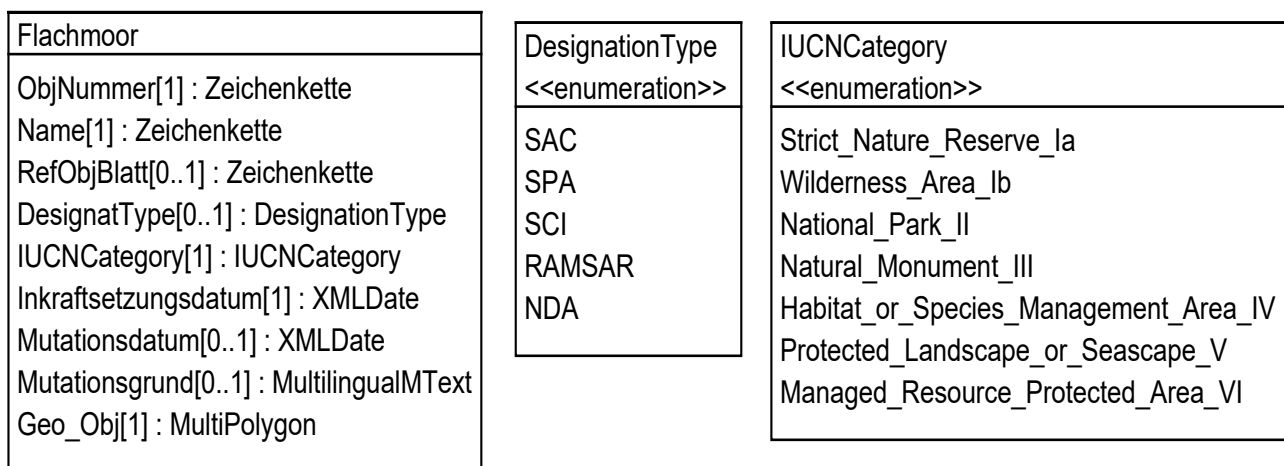 Flachmoor
ObjNummer[1] : Zeichenkette
Name[1] : Zeichenkette
RefObjBlatt[0..1] : Zeichenkette
DesignatType[0..1] : DesignationType
IUCNCategory[1] : IUCNCategory
Inkraftsetzungsdatum[1] : XMLDate
Mutationsdatum[0..1] : XMLDate
Mutationsgrund[0..1] : MultilingualMText
Geo_Obj[1] : MultiPolygon
DesignationType
<<enumeration>>
SAC
SPA
SCI
RAMSAR
NDA
IUCNCategory
<<enumeration>>
Strict_Nature_Reserve_Ia
Wilderness_Area_Ib
National_Park_II
Natural_Monument_III
Habitat_or_Species_Management_Area_IV
Protected_Landscape_or_Seascape_V
Managed_Resource_Protected_Area_VI